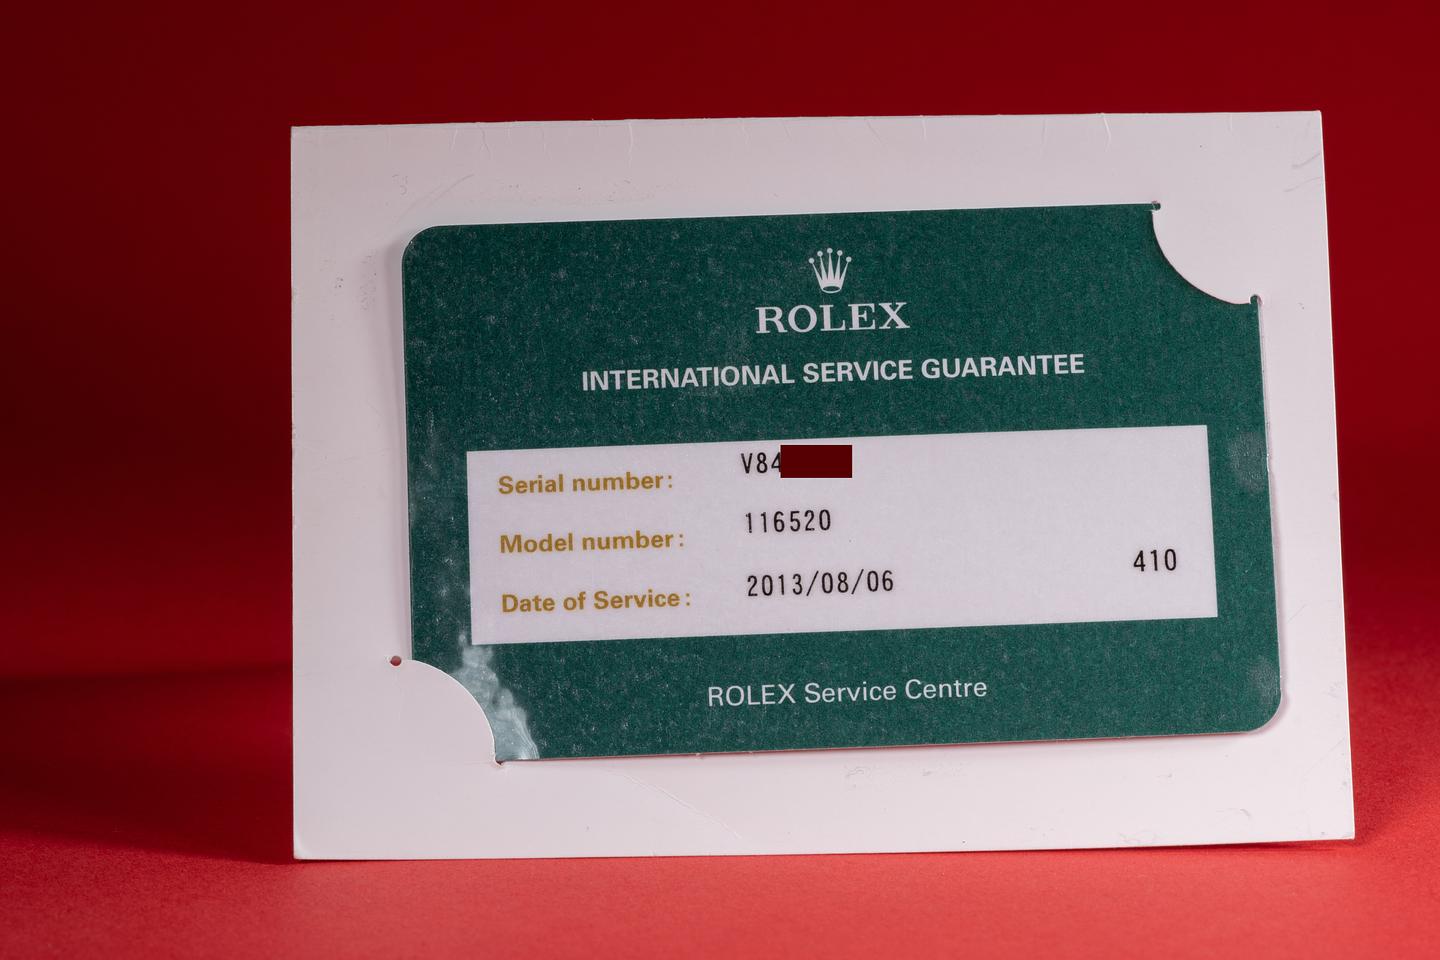 ROLEX
INTERNATIONAL SERVICE GUARANTEE
Serial number: V84
Model number: 116520
Date of Service: 2013/08/06 410
ROLEX Service Centre